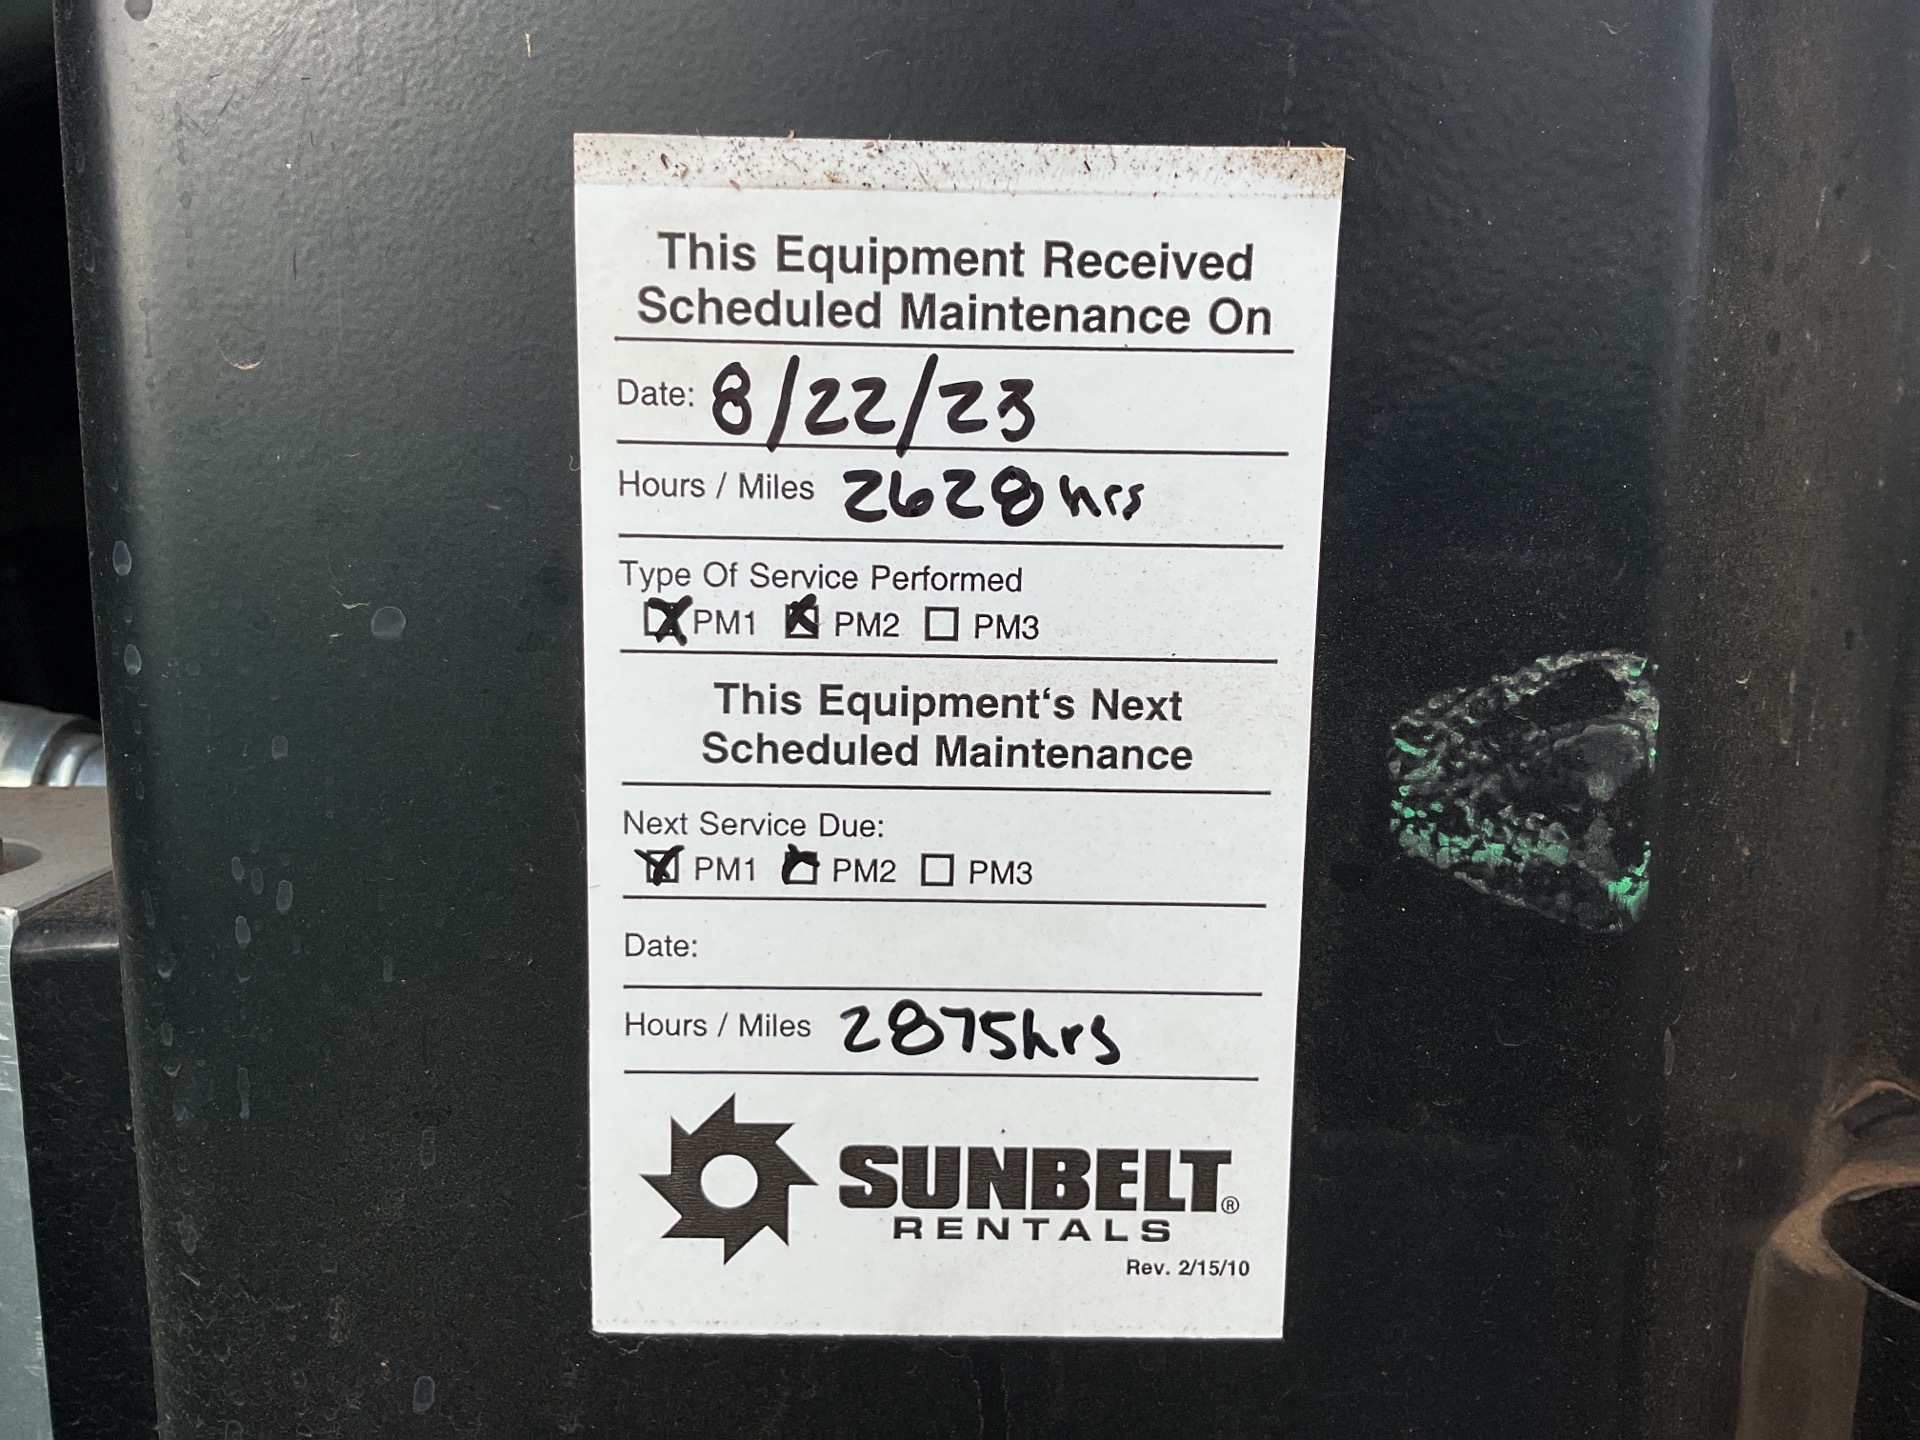 This Equipment Received
Scheduled Maintenance On
Date: 8/22/23
Hours / Miles 2628 hrs
Type Of Service Performed
☒ PM1 ☒ PM2 ☐ PM3
This Equipment‘s Next
Scheduled Maintenance
Next Service Due:
☒ PM1 ☒ PM2 ☐ PM3
Date:
Hours / Miles 2875hrs
SUNBELT®
RENTALS
Rev. 2/15/10